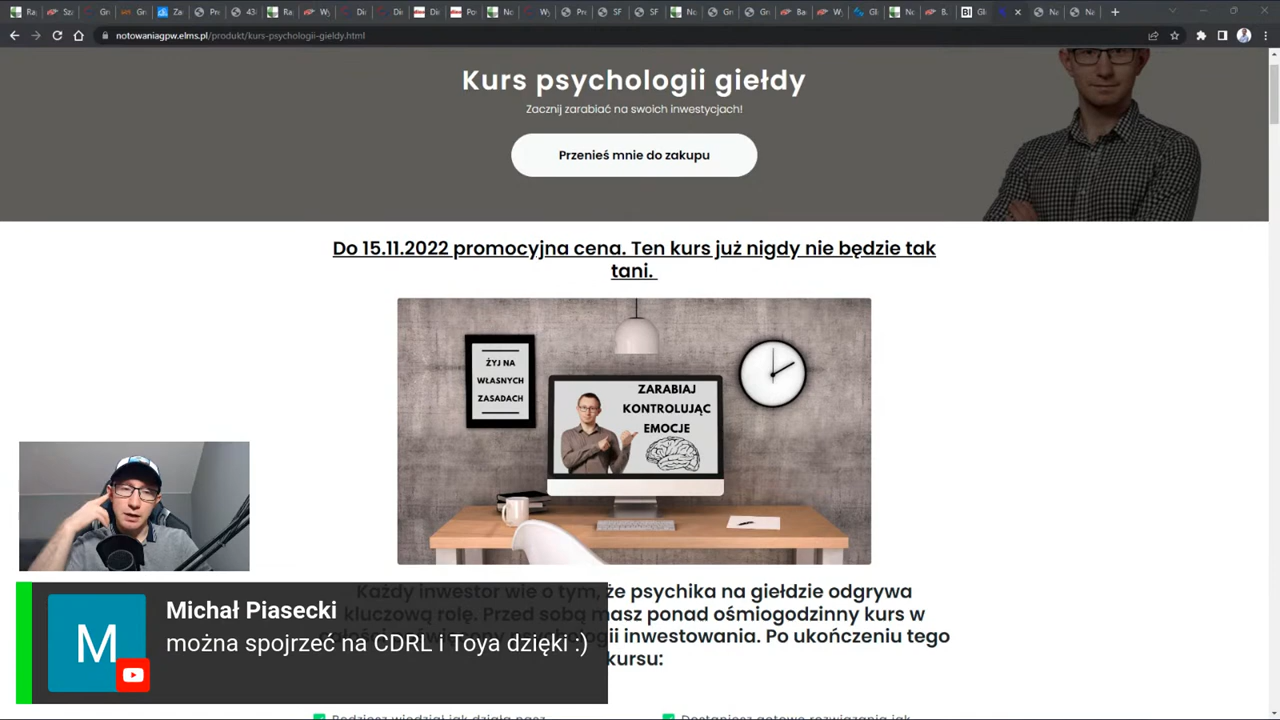 notowaniagpw.elms.pl/produkt/kurs-psychologii-gieldy.html
Kurs psychologii giełdy
Zacznij zarabiać na swoich inwestycjach!
Przenieś mnie do zakupu
Do 15.11.2022 promocyjna cena. Ten kurs już nigdy nie będzie tak
tani.
ŻYJ NA
WŁASNYCH
ZASADACH
ZARABIAJ
KONTROLUJĄC
EMOCJE
Każdy inwestor wie o tym, że psychika na giełdzie odgrywa
kluczową rolę. Przed sobą masz ponad ośmiogodzinny kurs w
inwestowania. Po ukończeniu tego
kursu:
M
Michał Piasecki
można spojrzeć na CDRL i Toya dzięki :)